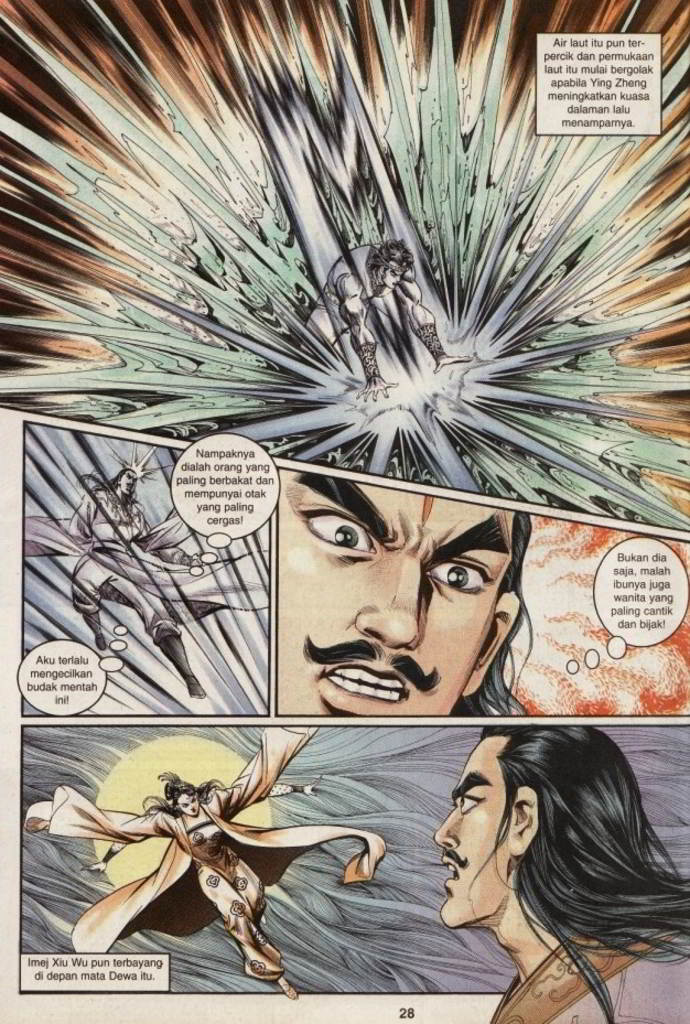 Air laut itu pun ter-
percik dan permukaan
laut itu mulai bergolak
apabila Ying Zheng
meningkatkan kuasa
dalaman lalu
menamparnya.
Nampaknya
dialah orang yang
paling berbakat dan
mempunyai otak
yang paling
cergas!
Aku terlalu
mengecilkan
budak mentah
ini!
Bukan dia
saja, malah
ibunya juga
wanita yang
paling cantik
dan bijak!
Imej Xiu Wu pun terbayang
di depan mata Dewa itu.
28